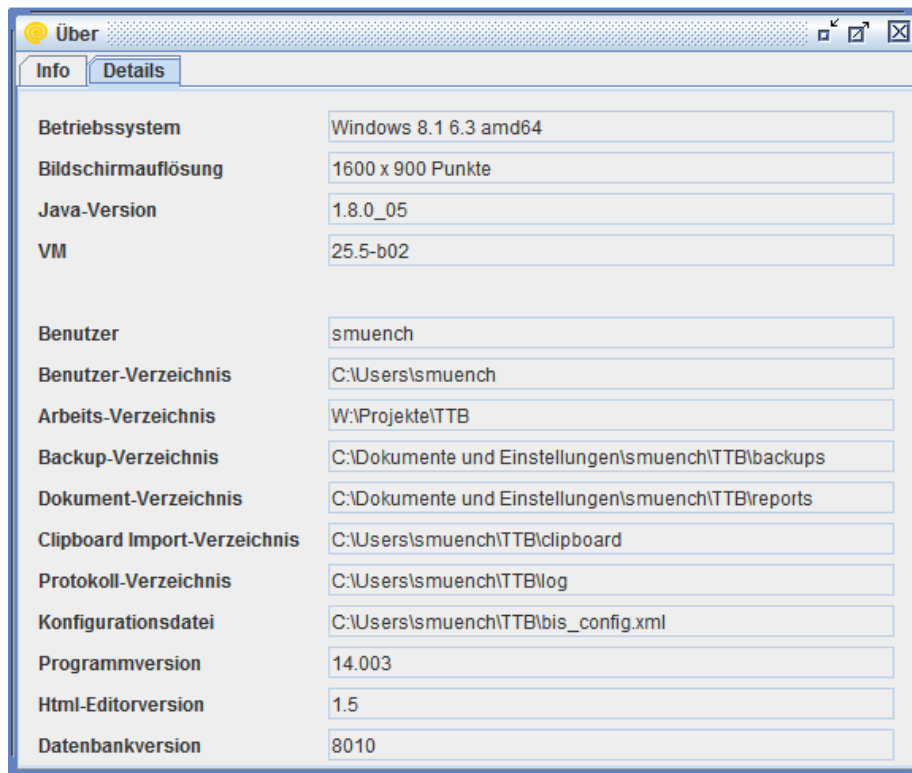 Über
Info Details
Betriebssystem Windows 8.1 6.3 amd64
Bildschirmauflösung 1600 x 900 Punkte
Java-Version 1.8.0_05
VM 25.5-b02
Benutzer smuench
Benutzer-Verzeichnis C:\Users\smuench
Arbeits-Verzeichnis W:\Projekte\TTB
Backup-Verzeichnis C:\Dokumente und Einstellungen\smuench\TTB\backups
Dokument-Verzeichnis C:\Dokumente und Einstellungen\smuench\TTB\reports
Clipboard Import-Verzeichnis C:\Users\smuench\TTB\clipboard
Protokoll-Verzeichnis C:\Users\smuench\TTB\log
Konfigurationsdatei C:\Users\smuench\TTB\bis_config.xml
Programmversion 14.003
Html-Editorversion 1.5
Datenbankversion 8010